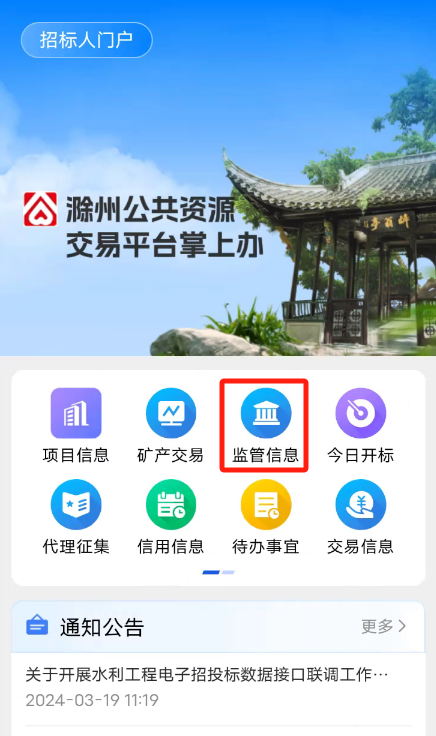 招标人门户
滁州公共资源
交易平台掌上办
项目信息
矿产交易
监管信息
今日开标
代理征集
信用信息
待办事宜
交易信息
通知公告
更多
关于开展水利工程电子招投标数据接口联调工作…
2024-03-19 11:19